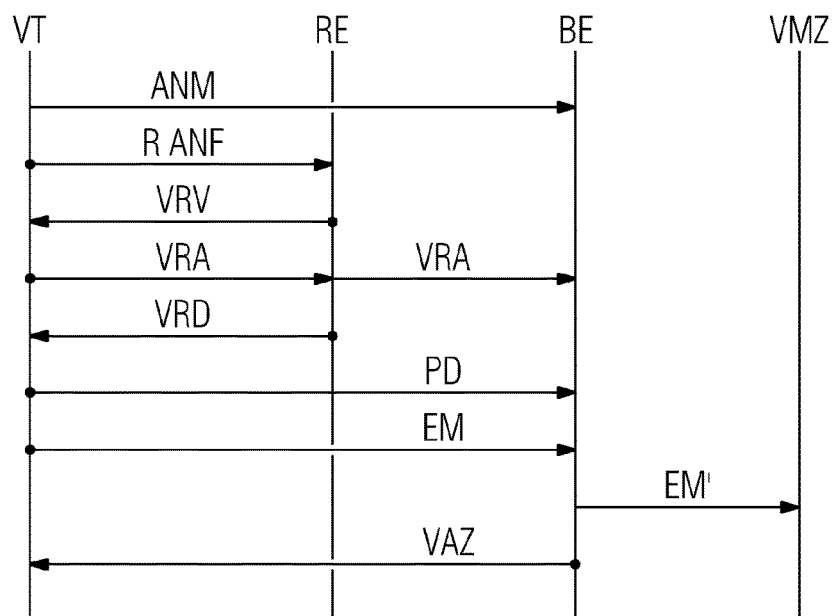 VT RE BE VMZ
ANM
R ANF
VRV
VRA VRA
VRD
PD
EM
EM'
VAZ